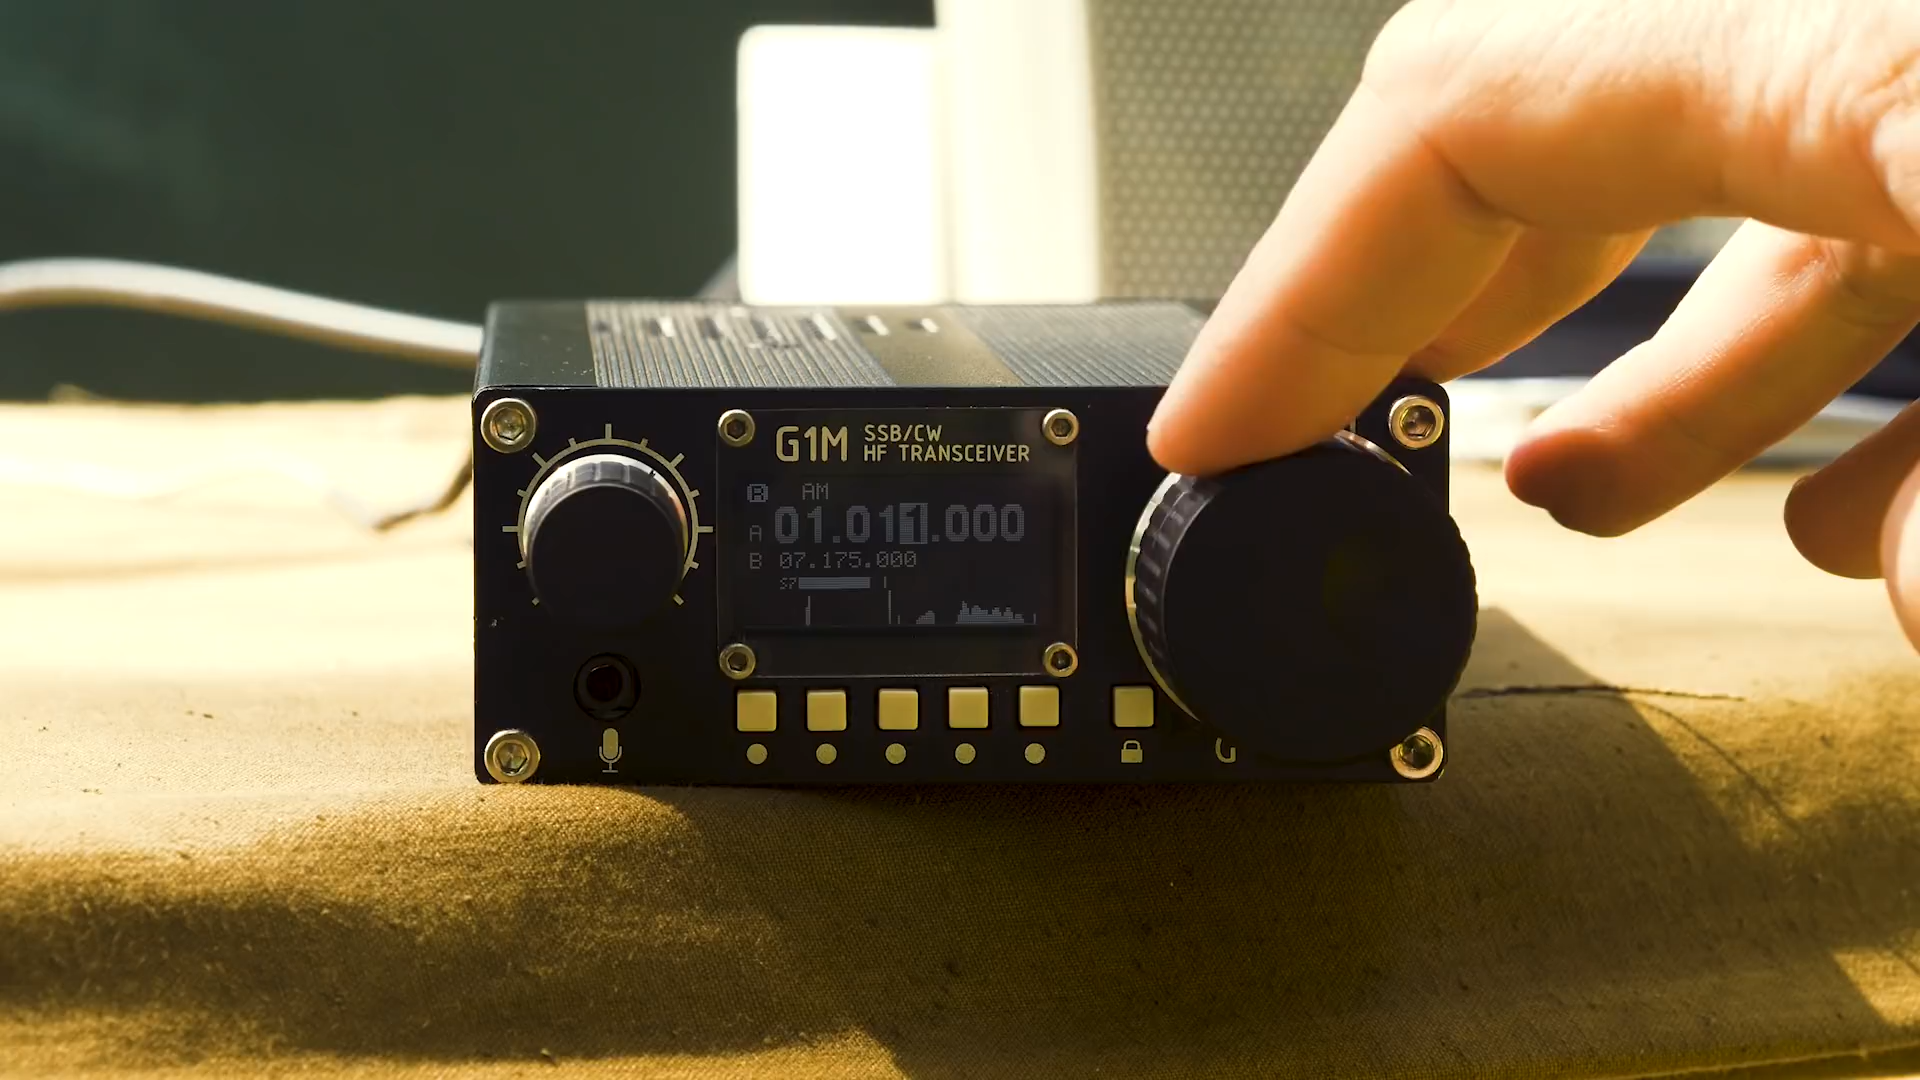 G1M SSB/CW
HF TRANSCEIVER
R AM
A 01.011.000
B 07.175.000
S7
G